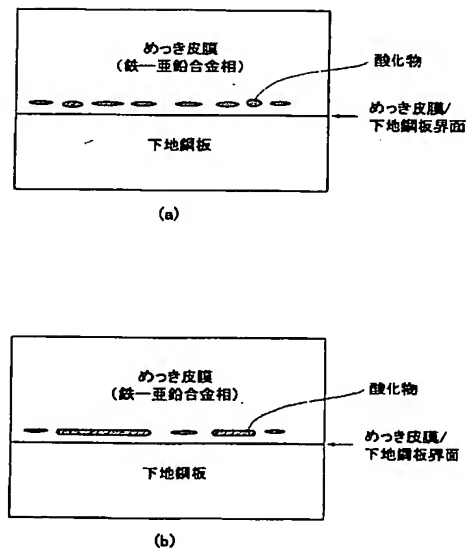 めっき皮膜
(鉄―亜鉛合金相)
酸化物
めっき皮膜/
下地鋼板界面
下地鋼板
(a)
めっき皮膜
(鉄―亜鉛合金相)
酸化物
めっき皮膜/
下地鋼板界面
下地鋼板
(b)